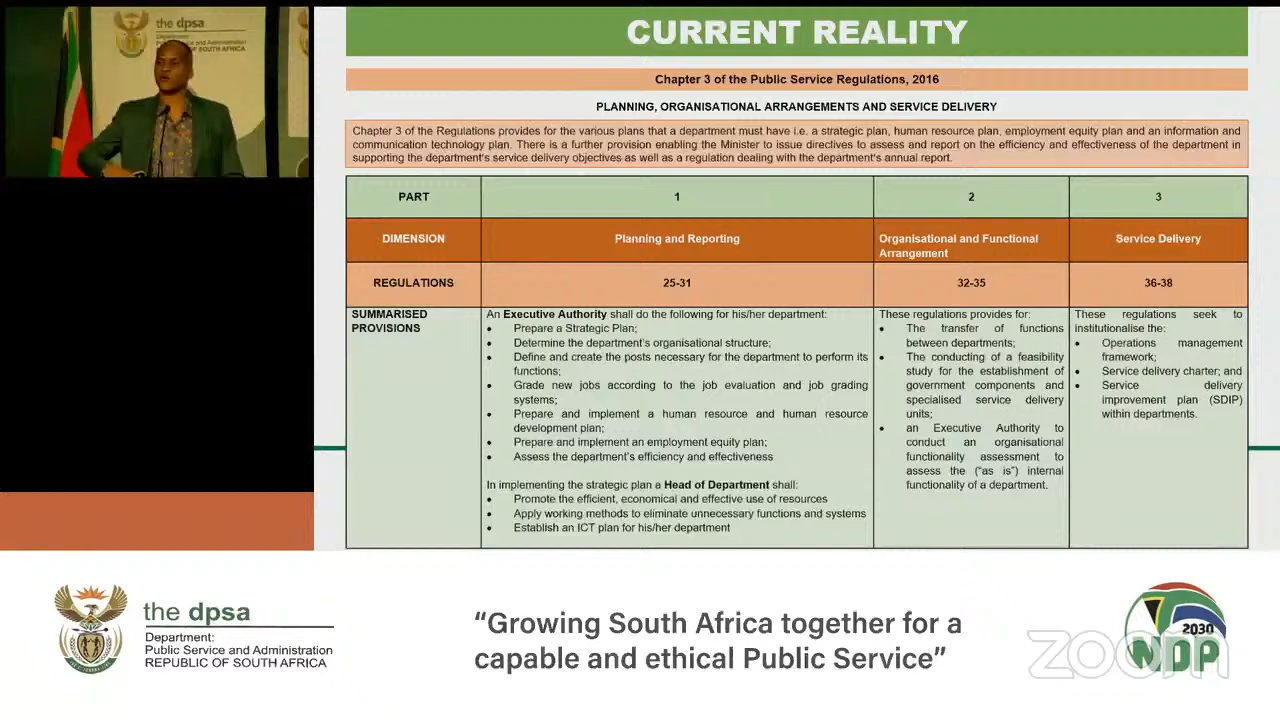 the dpsa
Public Service and Administration
REPUBLIC OF SOUTH AFRICA
CURRENT REALITY
Chapter 3 of the Public Service Regulations, 2016
PLANNING, ORGANISATIONAL ARRANGEMENTS AND SERVICE DELIVERY
Chapter 3 of the Regulations provides for the various plans that a department must have i.e. a strategic plan, human resource plan, employment equity plan and an information and
communication technology plan. There is a further provision enabling the Minister to issue directives to assess and report on the efficiency and effectiveness of the department in
supporting the department's service delivery objectives as well as a regulation dealing with the department's annual report.
PART
1
2
3
DIMENSION
Planning and Reporting
Organisational and Functional
Arrangement
Service Delivery
REGULATIONS
25-31
32-35
36-38
SUMMARISED
PROVISIONS
An Executive Authority shall do the following for his/her department:
• Prepare a Strategic Plan;
• Determine the department's organisational structure;
• Define and create the posts necessary for the department to perform its
functions;
• Grade new jobs according to the job evaluation and job grading
systems;
• Prepare and implement a human resource and human resource
development plan;
• Prepare and implement an employment equity plan;
• Assess the department's efficiency and effectiveness
In implementing the strategic plan a Head of Department shall:
• Promote the efficient, economical and effective use of resources
• Apply working methods to eliminate unnecessary functions and systems
• Establish an ICT plan for his/her department
These regulations provides for:
• The transfer of functions
between departments;
• The conducting of a feasibility
study for the establishment of
government components and
specialised service delivery
units;
• an Executive Authority to
conduct an organisational
functionality assessment to
assess the ("as is") internal
functionality of a department.
These regulations seek to
institutionalise the:
• Operations management
framework;
• Service delivery charter; and
• Service delivery
improvement plan (SDIP)
within departments.
the dpsa
Department:
Public Service and Administration
REPUBLIC OF SOUTH AFRICA
“Growing South Africa together for a
capable and ethical Public Service”
2030
NDP
zoom